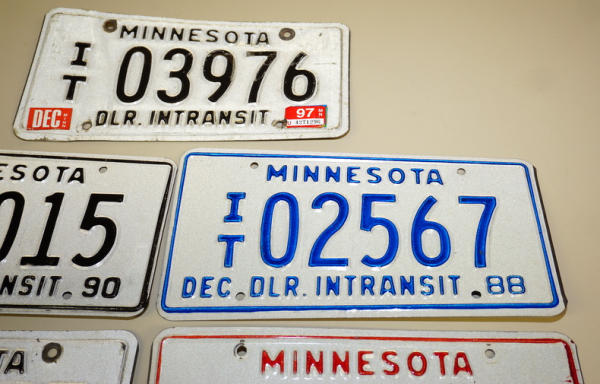 MINNESOTA
IT 03976
DEC DLR. INTRANSIT 97
ESOTA
015
NSIT 90
MINNESOTA
IT 02567
DEC. DLR. INTRANSIT 88
TA
MINNESOTA